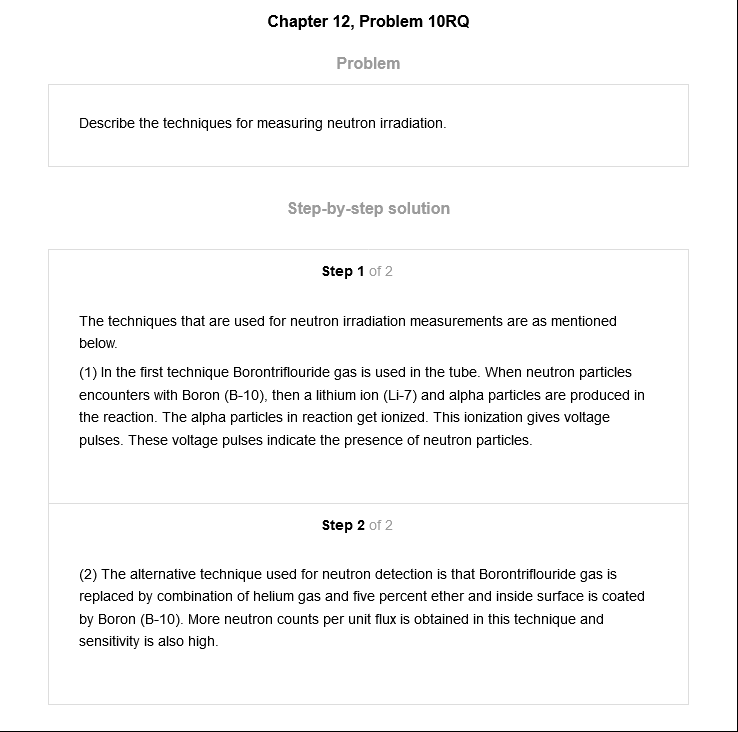 Chapter 12, Problem 10RQ
Problem
Describe the techniques for measuring neutron irradiation.
Step-by-step solution
Step 1 of 2
The techniques that are used for neutron irradiation measurements are as mentioned
below.
(1) In the first technique Borontriflouride gas is used in the tube. When neutron particles
encounters with Boron (B-10), then a lithium ion (Li-7) and alpha particles are produced in
the reaction. The alpha particles in reaction get ionized. This ionization gives voltage
pulses. These voltage pulses indicate the presence of neutron particles.
Step 2 of 2
(2) The alternative technique used for neutron detection is that Borontriflouride gas is
replaced by combination of helium gas and five percent ether and inside surface is coated
by Boron (B-10). More neutron counts per unit flux is obtained in this technique and
sensitivity is also high.